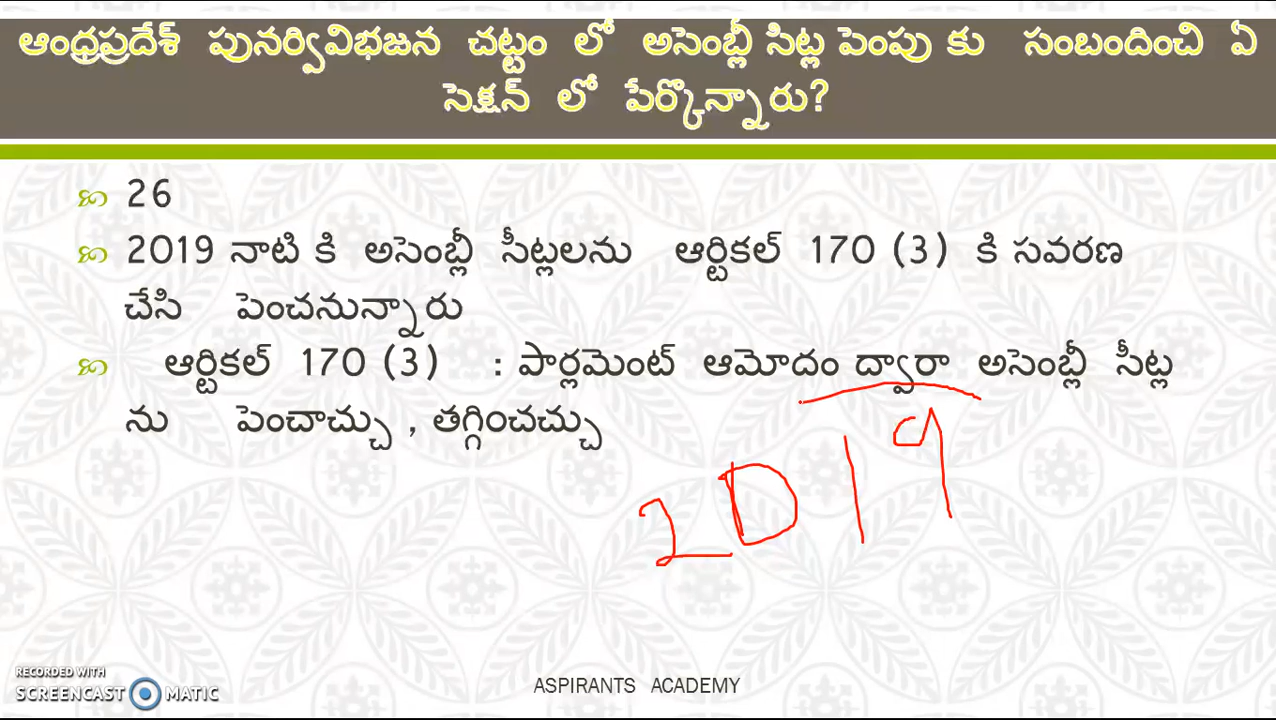 ఆంధ్రప్రదేశ్ పునర్వివిభజన చట్టం లో అసెంబ్లీ సిట్ల పెంపు కు సంబందించి ఏ
సెక్షన్ లో పేర్కొన్నారు?
26
2019 నాటి కి అసెంబ్లీ సీట్లలను ఆర్టికల్ 170 (3) కి సవరణ
చేసి పెంచనున్నారు
ఆర్టికల్ 170 (3) : పార్లమెంట్ ఆమోదం ద్వారా అసెంబ్లీ సీట్ల
ను పెంచాచ్చు , తగ్గించచ్చు
2019
RECORDED WITH
SCREENCAST MATIC
ASPIRANTS ACADEMY